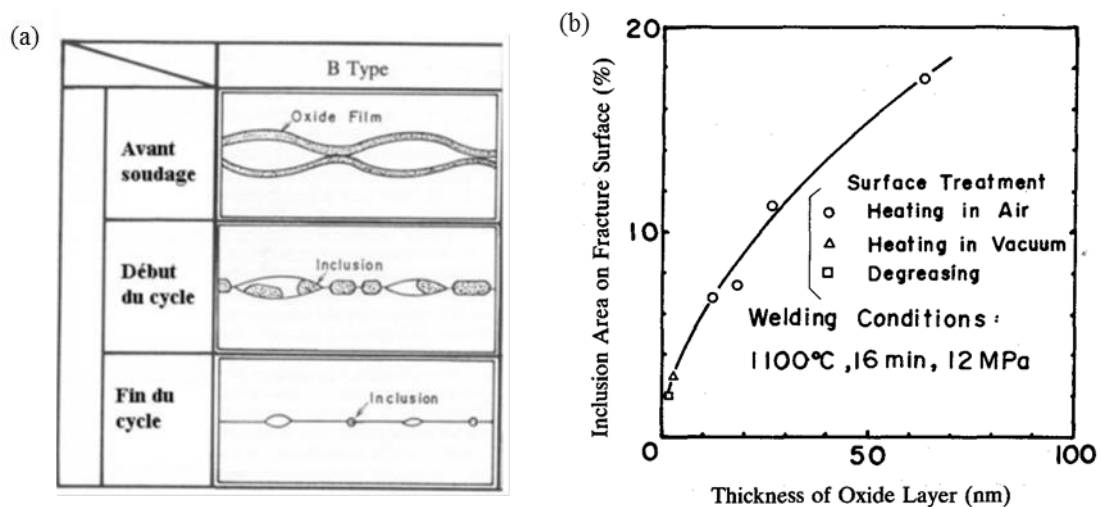 (a)
B Type
Avant
soudage
Oxide Film
Début
du cycle
Inclusion
Fin du
cycle
Inclusion
(b)
Inclusion Area on Fracture Surface (%)
20
10
0
0
50
100
Surface Treatment
○ Heating in Air
△ Heating in Vacuum
□ Degreasing
Welding Conditions:
1100°C, 16 min, 12 MPa
Thickness of Oxide Layer (nm)